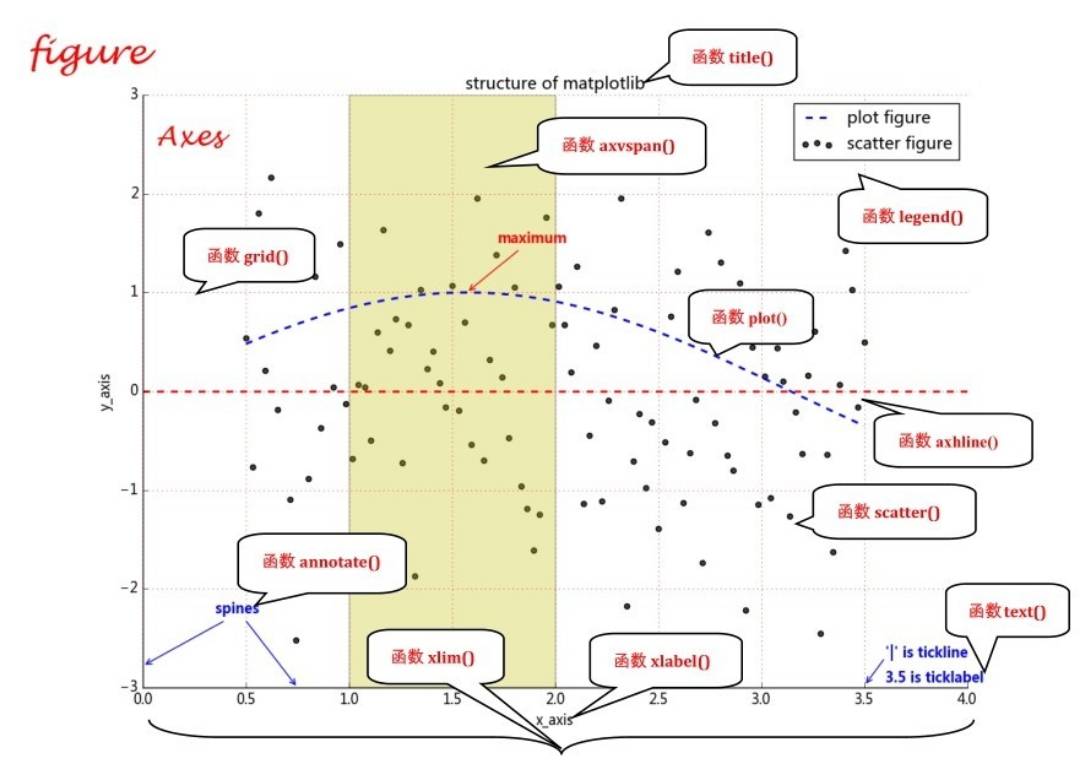 figure
函数 title()
structure of matplotlib
3
Axes
plot figure
scatter figure
函数 axvspan()
2
函数 legend()
maximum
函数 grid()
1
函数 plot()
0
y_axis
函数 axhline()
−1
函数 scatter()
函数 annotate()
−2
spines
函数 text()
函数 xlim()
函数 xlabel()
'|' is tickline
3.5 is ticklabel
−3
0.0 0.5 1.0 1.5 2.0 2.5 3.0 3.5 4.0
x_axis